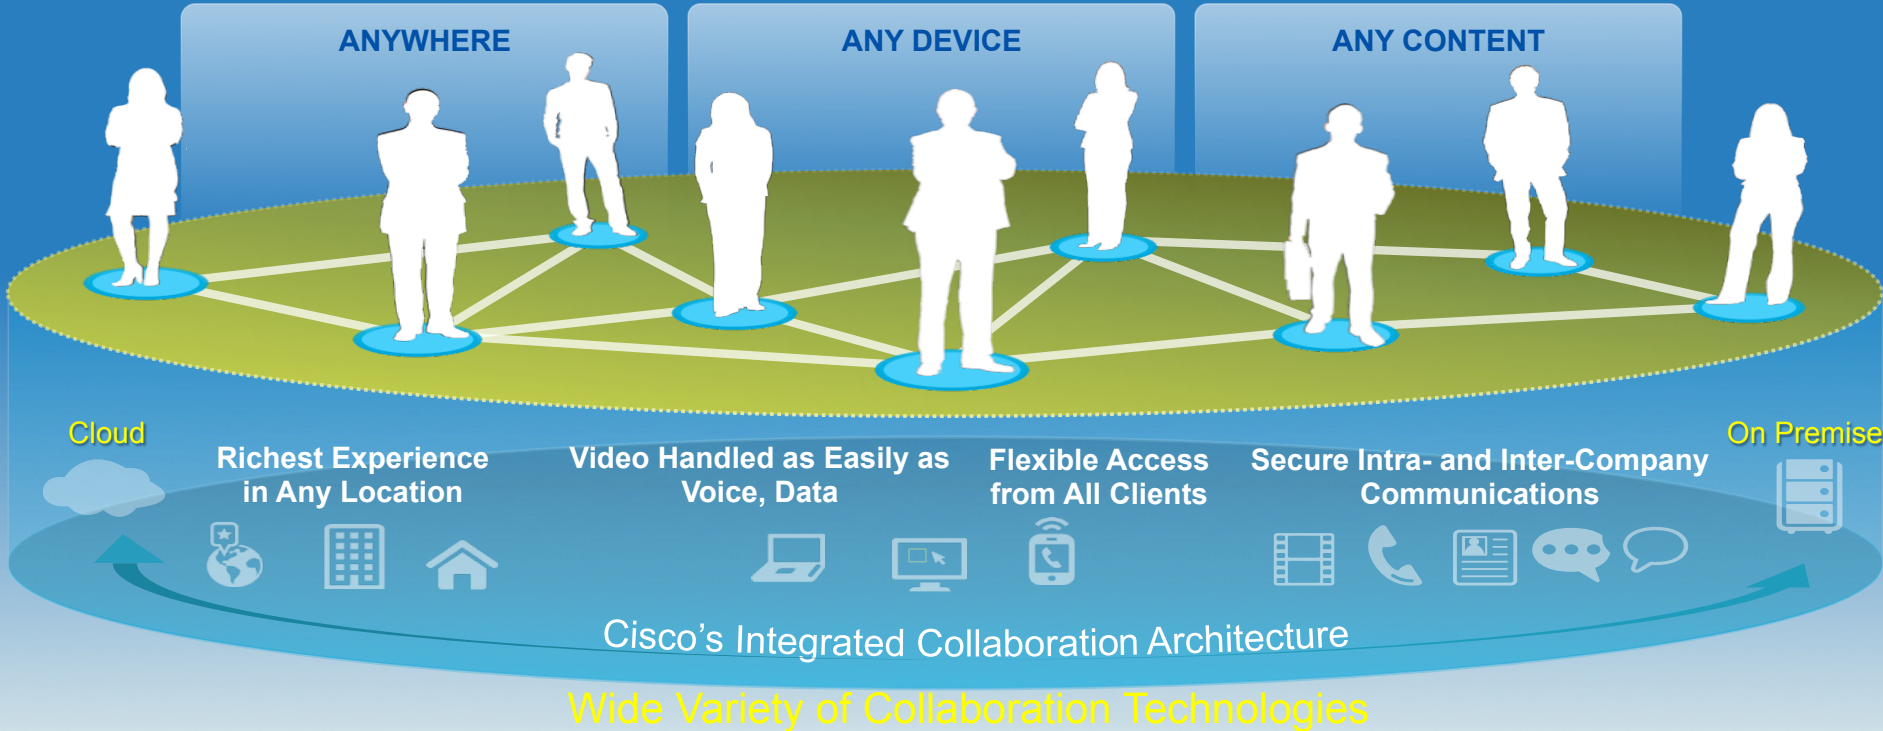 ANYWHERE
ANY DEVICE
ANY CONTENT
Cloud
On Premise
Richest Experience
in Any Location
Video Handled as Easily as
Voice, Data
Flexible Access
from All Clients
Secure Intra- and Inter-Company
Communications
Cisco’s Integrated Collaboration Architecture
Wide Variety of Collaboration Technologies